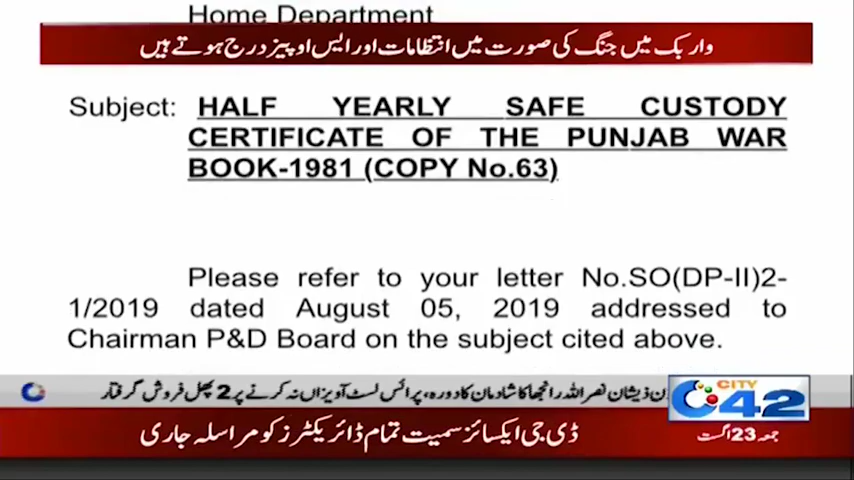 Home Department
وار بک میں جنگ کی صورت میں انتظامات اور ایس او پیز درج ہوتے ہیں
Subject: HALF YEARLY SAFE CUSTODY
CERTIFICATE OF THE PUNJAB WAR
BOOK-1981 (COPY No.63)
Please refer to your letter No.SO(DP-II)2-
1/2019 dated August 05, 2019 addressed to
Chairman P&D Board on the subject cited above.
ذیشان نصراللہ رانجھا کا شادمان کا دورہ، پرائس لسٹ آویزاں نہ کرنے پر 2 پھل فروش گرفتار
CITY
42
ڈی جی ایکسائز سمیت تمام ڈائریکٹرز کو مراسلہ جاری
جمعہ 23 اگست